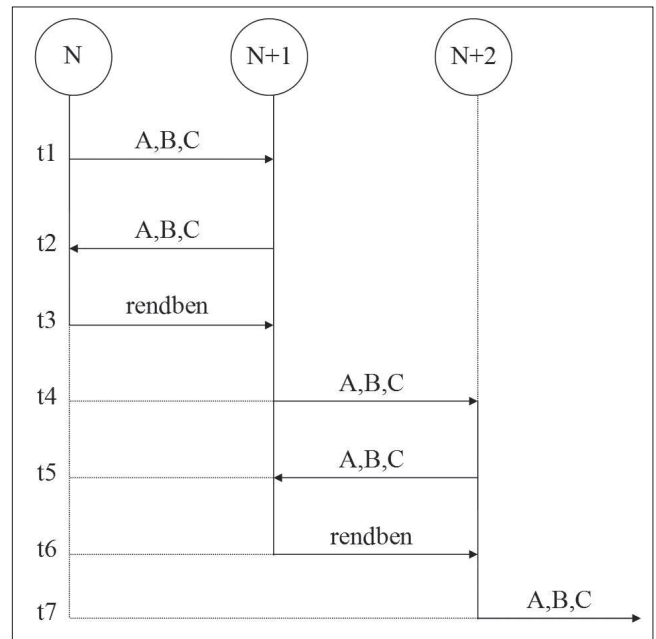 N N+1 N+2
t1 A,B,C
t2 A,B,C
t3 rendben
t4 A,B,C
t5 A,B,C
t6 rendben
t7 A,B,C